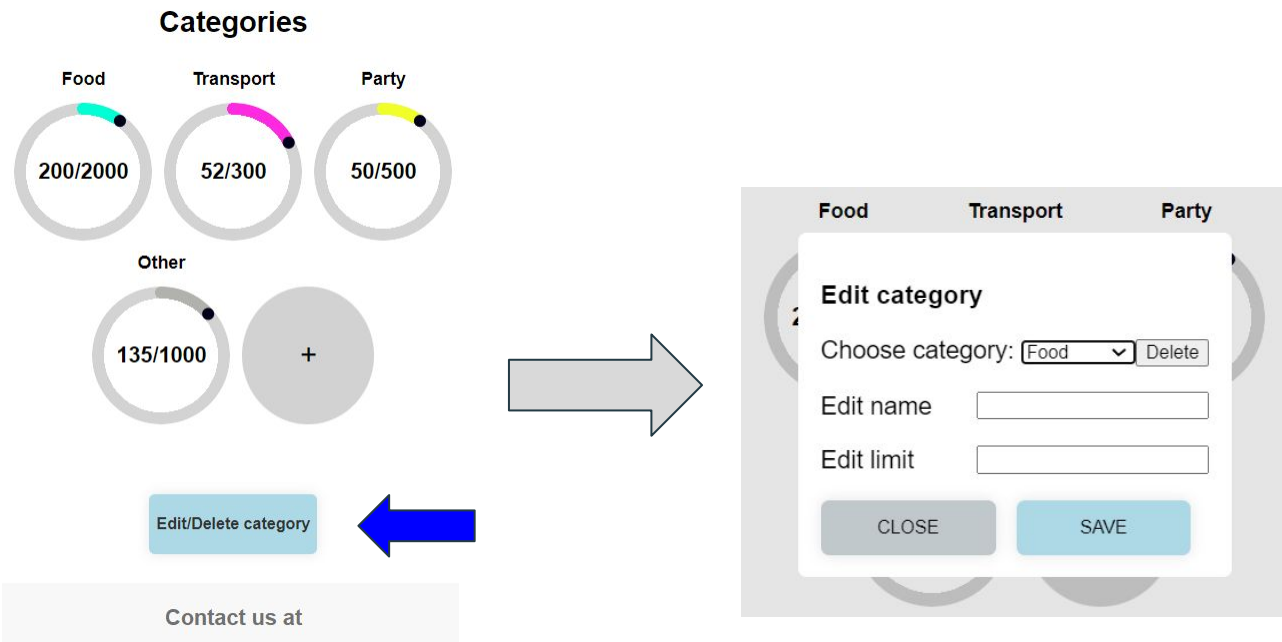 Categories
Food Transport Party
200/2000 52/300 50/500
Other
135/1000 +
Edit/Delete category
Contact us at
Food Transport Party
2
Edit category
Choose category: Food Delete
Edit name
Edit limit
CLOSE SAVE